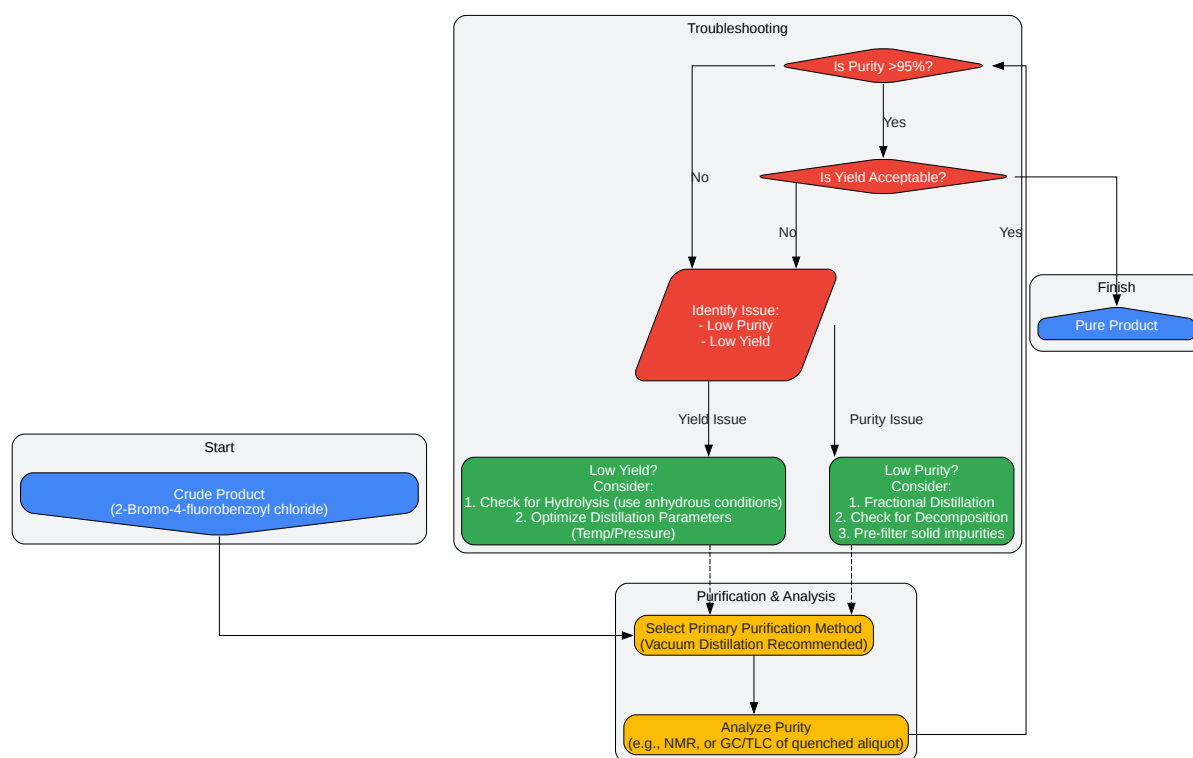 Troubleshooting
Is Purity >95%?
Yes
Is Yield Acceptable?
No
No
Yes
Finish
Pure Product
Identify Issue:
- Low Purity
- Low Yield
Yield Issue
Purity Issue
Start
Crude Product
(2-Bromo-4-fluorobenzoyl chloride)
Low Yield?
Consider:
1. Check for Hydrolysis (use anhydrous conditions)
2. Optimize Distillation Parameters
(Temp/Pressure)
Low Purity?
Consider:
1. Fractional Distillation
2. Check for Decomposition
3. Pre-filter solid impurities
Purification & Analysis
Select Primary Purification Method
(Vacuum Distillation Recommended)
Analyze Purity
(e.g., NMR, or GC/TLC of quenched aliquot)